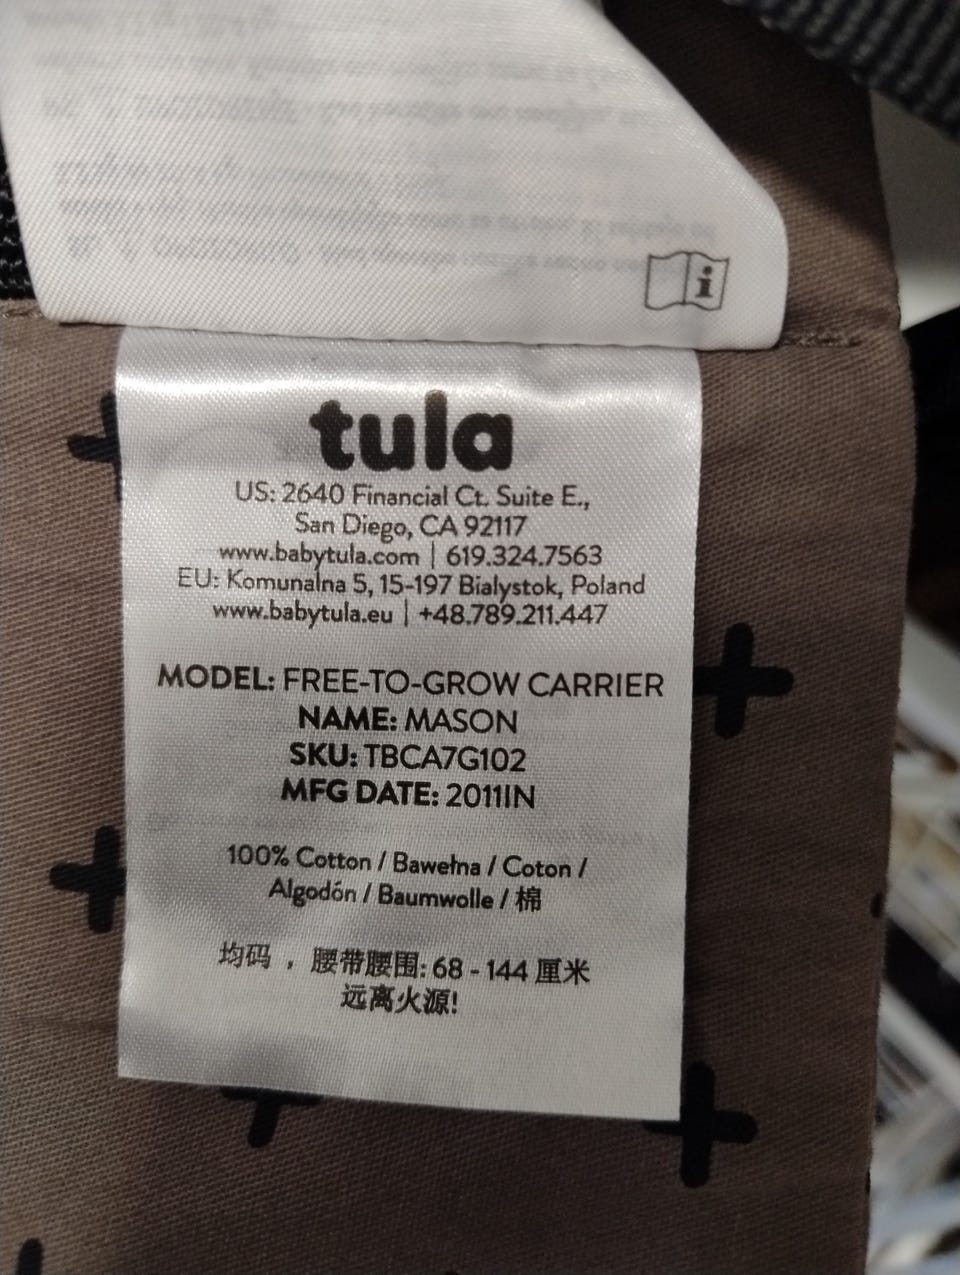 tula
US: 2640 Financial Ct. Suite E.,
San Diego, CA 92117
www.babytula.com | 619.324.7563
EU: Komunalna 5, 15-197 Bialystok, Poland
www.babytula.eu | +48.789.211.447
MODEL: FREE-TO-GROW CARRIER
NAME: MASON
SKU: TBCA7G102
MFG DATE: 2011IN
100% Cotton / Bawełna / Coton /
Algodón / Baumwolle / 棉
均码，腰带腰围: 68 - 144 厘米
远离火源!